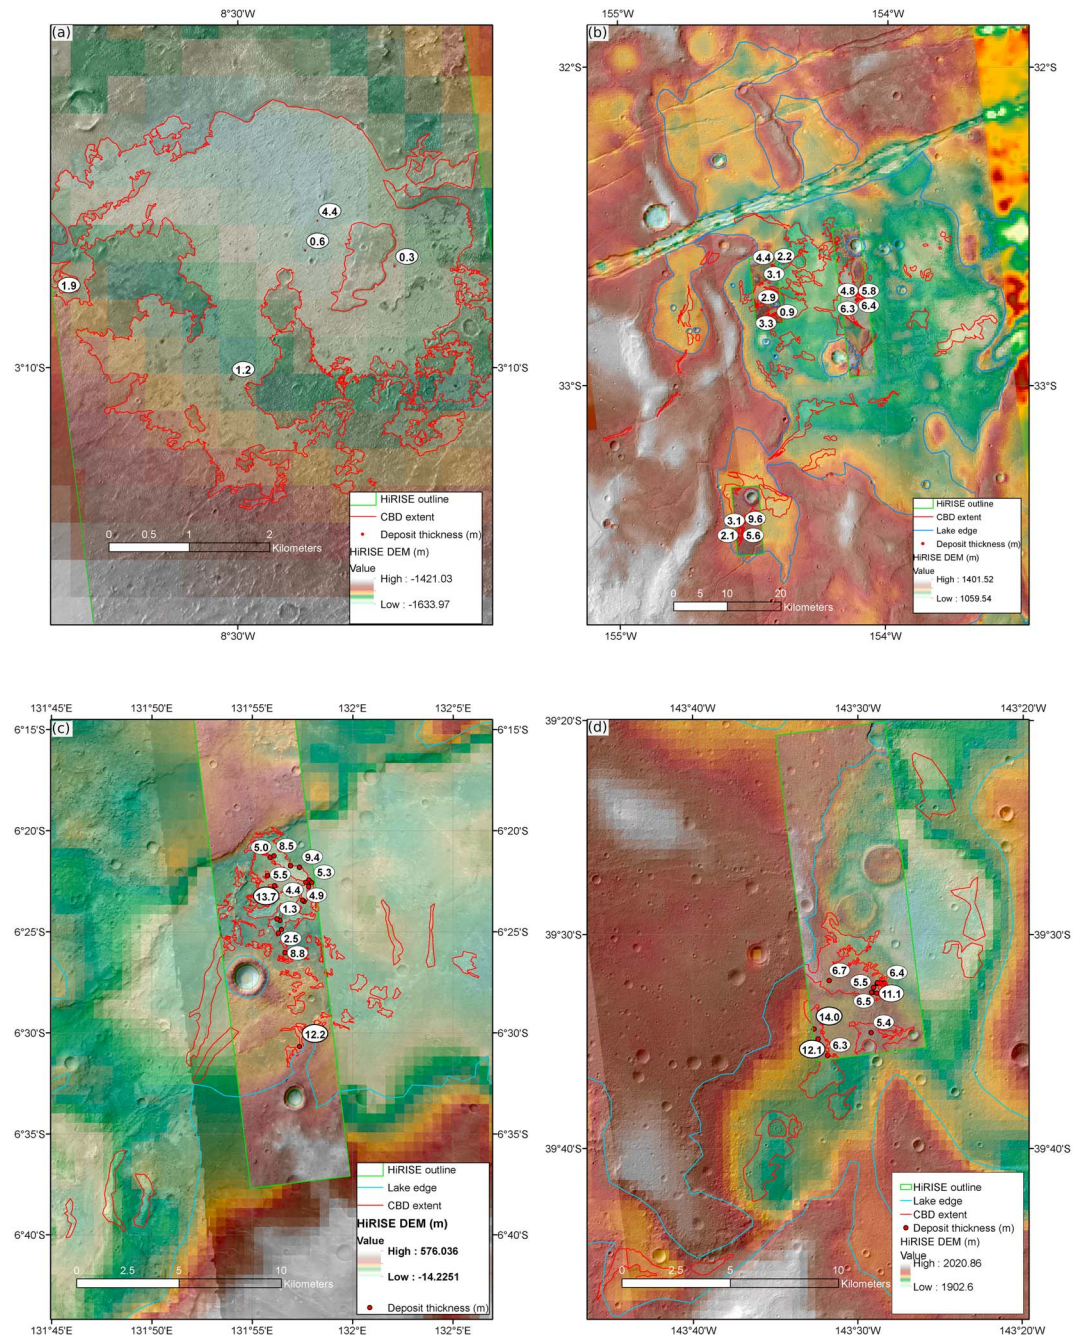 8°30'W
(a)
4.4
0.6
0.3
1.9
1.2
3°10'S
3°10'S
HiRISE outline
CBD extent
Deposit thickness (m)
HiRISE DEM (m)
Value
High : -1421.03
Low : -1633.97
0 0.5 1 2
Kilometers
8°30'W
155°W 154°W
(b)
32°S
32°S
4.4 2.2
3.1
2.9
0.9
3.3
4.8 5.8
6.3 6.4
33°S
33°S
3.1 9.6
2.1 5.6
HiRISE outline
CBD extent
Lake edge
Deposit thickness (m)
HiRISE DEM (m)
Value
High : 1401.52
Low : 1059.54
0 5 10 20
Kilometers
155°W 154°W
131°45'E 131°50'E 131°55'E 132°E 132°5'E
(c)
6°15'S
6°15'S
6°20'S
6°20'S
5.0 8.5
9.4
5.5 5.3
13.7 4.4 4.9
1.3
2.5
8.8
6°25'S
6°25'S
6°30'S
6°30'S
12.2
6°35'S
6°35'S
6°40'S
6°40'S
HiRISE outline
Lake edge
CBD extent
HiRISE DEM (m)
Value
High : 576.036
Low : -14.2251
Deposit thickness (m)
0 2.5 5 10
Kilometers
131°45'E 131°50'E 131°55'E 132°E 132°5'E
143°40'W 143°30'W 143°20'W
(d)
39°20'S
39°20'S
39°30'S
39°30'S
6.7 5.5 6.4
6.5 11.1
14.0 5.4
12.1 6.3
39°40'S
39°40'S
HiRISE outline
Lake edge
CBD extent
Deposit thickness (m)
HiRISE DEM (m)
Value
High : 2020.86
Low : 1902.6
0 2.5 5 10
Kilometers
143°40'W 143°30'W 143°20'W